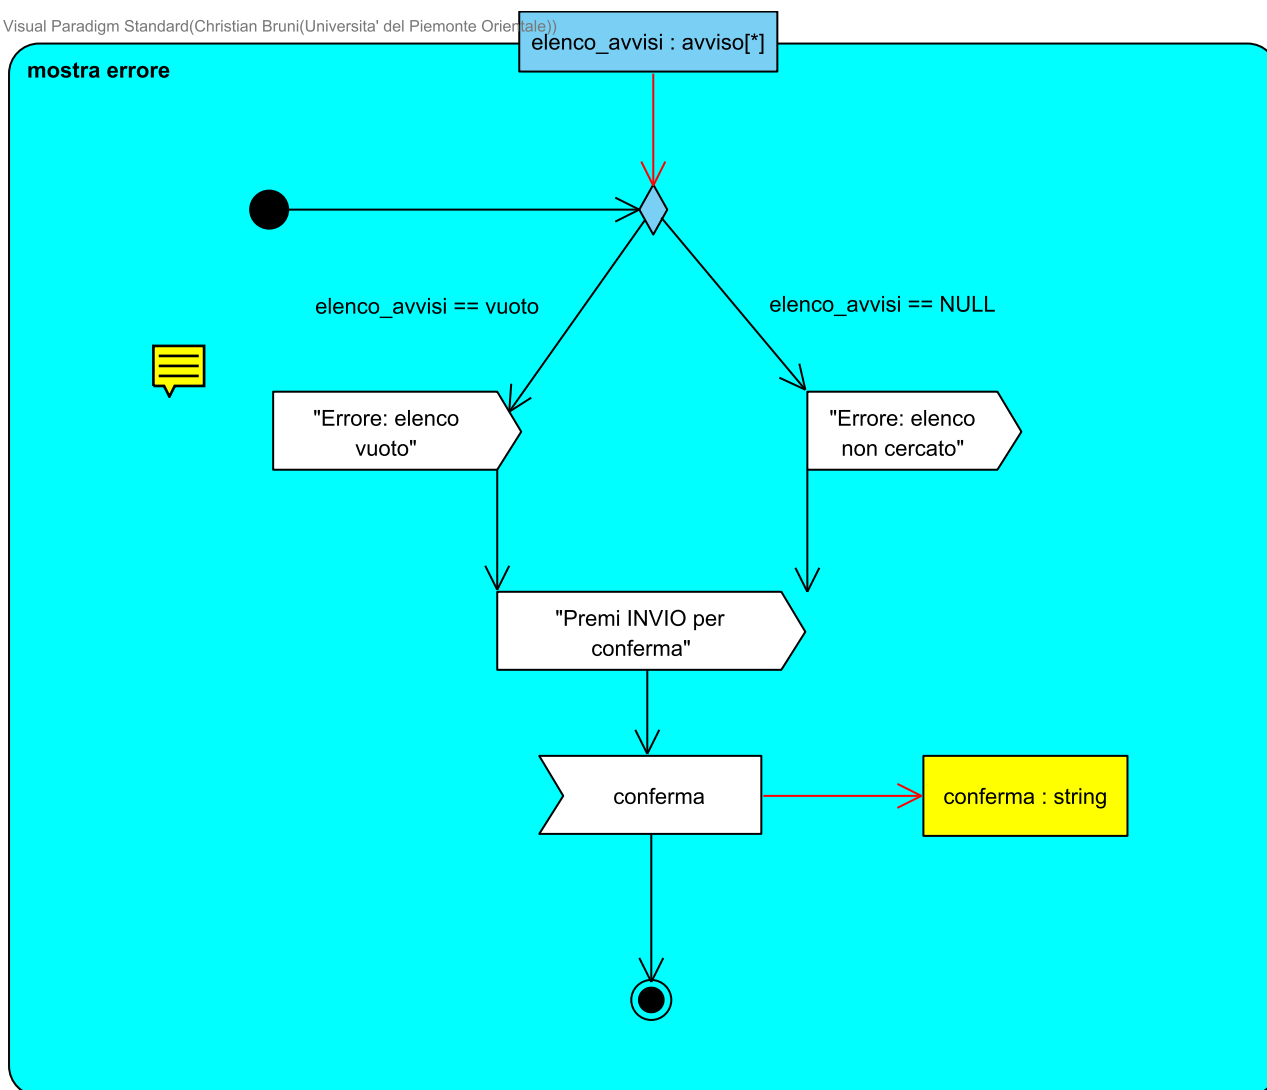 Visual Paradigm Standard(Christian Bruni(Universita' del Piemonte Orientale))
elenco_avvisi : avviso[*]
mostra errore
elenco_avvisi == vuoto
elenco_avvisi == NULL
"Errore: elenco
vuoto"
"Errore: elenco
non cercato"
"Premi INVIO per
conferma"
conferma
conferma : string